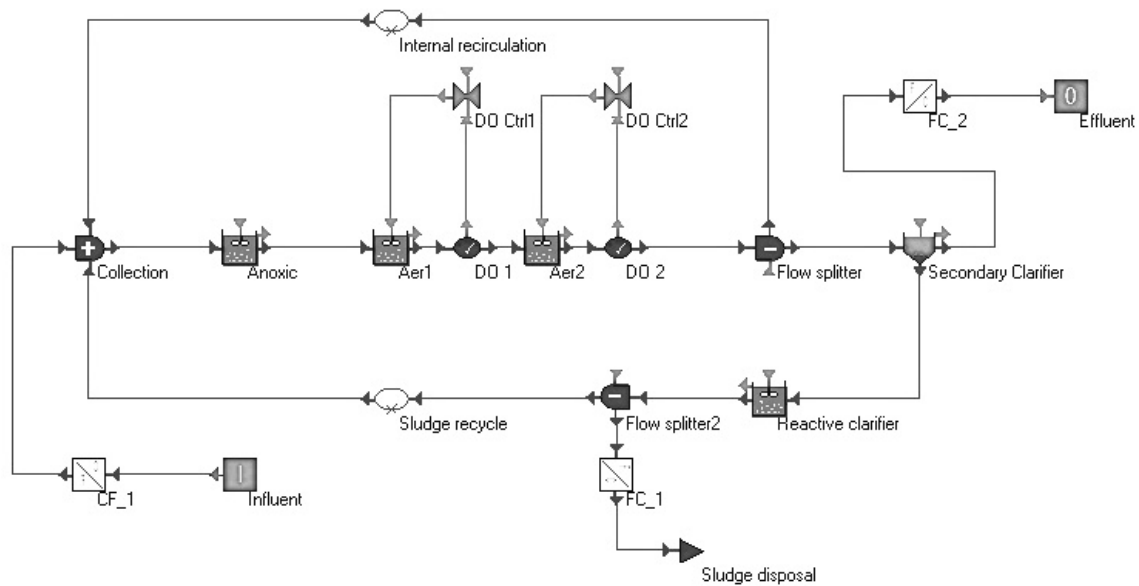 Internal recirculation
DO Ctrl1
DO Ctrl2
FC_2
Effluent
Collection
Anoxic
Aer1
DO 1
Aer2
DO 2
Flow splitter
Secondary Clarifier
Sludge recycle
Flow splitter2
Reactive clarifier
CF_1
Influent
FC_1
Sludge disposal